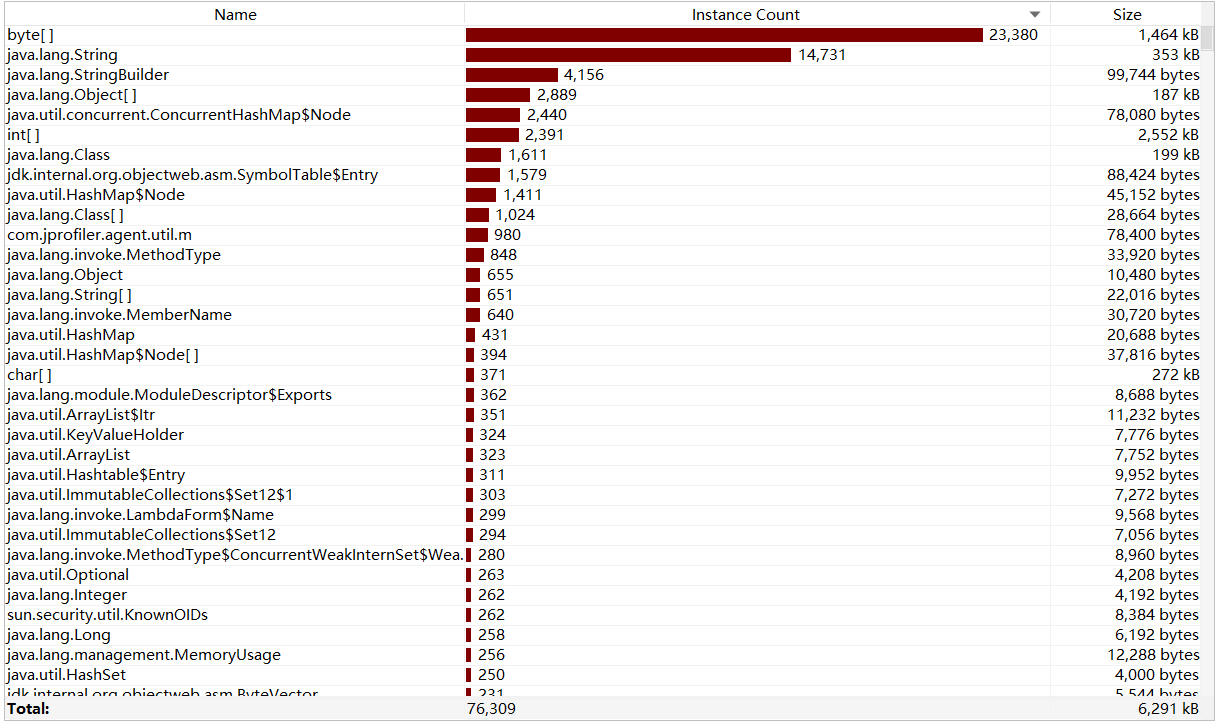 Name Instance Count Size
byte[] 23,380 1,464 kB
java.lang.String 14,731 353 kB
java.lang.StringBuilder 4,156 99,744 bytes
java.lang.Object[] 2,889 187 kB
java.util.concurrent.ConcurrentHashMap$Node 2,440 78,080 bytes
int[] 2,391 2,552 kB
java.lang.Class 1,611 199 kB
jdk.internal.org.objectweb.asm.SymbolTable$Entry 1,579 88,424 bytes
java.util.HashMap$Node 1,411 45,152 bytes
java.lang.Class[] 1,024 28,664 bytes
com.jprofiler.agent.util.m 980 78,400 bytes
java.lang.invoke.MethodType 848 33,920 bytes
java.lang.Object 655 10,480 bytes
java.lang.String[] 651 22,016 bytes
java.lang.invoke.MemberName 640 30,720 bytes
java.util.HashMap 431 20,688 bytes
java.util.HashMap$Node[] 394 37,816 bytes
char[] 371 272 kB
java.lang.module.ModuleDescriptor$Exports 362 8,688 bytes
java.util.ArrayList$Itr 351 11,232 bytes
java.util.KeyValueHolder 324 7,776 bytes
java.util.ArrayList 323 7,752 bytes
java.util.Hashtable$Entry 311 9,952 bytes
java.util.ImmutableCollections$Set12$1 303 7,272 bytes
java.lang.invoke.LambdaForm$Name 299 9,568 bytes
java.util.ImmutableCollections$Set12 294 7,056 bytes
java.lang.invoke.MethodType$ConcurrentWeakInternSet$Wea... 280 8,960 bytes
java.util.Optional 263 4,208 bytes
java.lang.Integer 262 4,192 bytes
sun.security.util.KnownOIDs 262 8,384 bytes
java.lang.Long 258 6,192 bytes
java.lang.management.MemoryUsage 256 12,288 bytes
java.util.HashSet 250 4,000 bytes
jdk.internal.org.objectweb.asm.ByteVector 231 5,544 bytes
Total: 76,309 6,291 kB